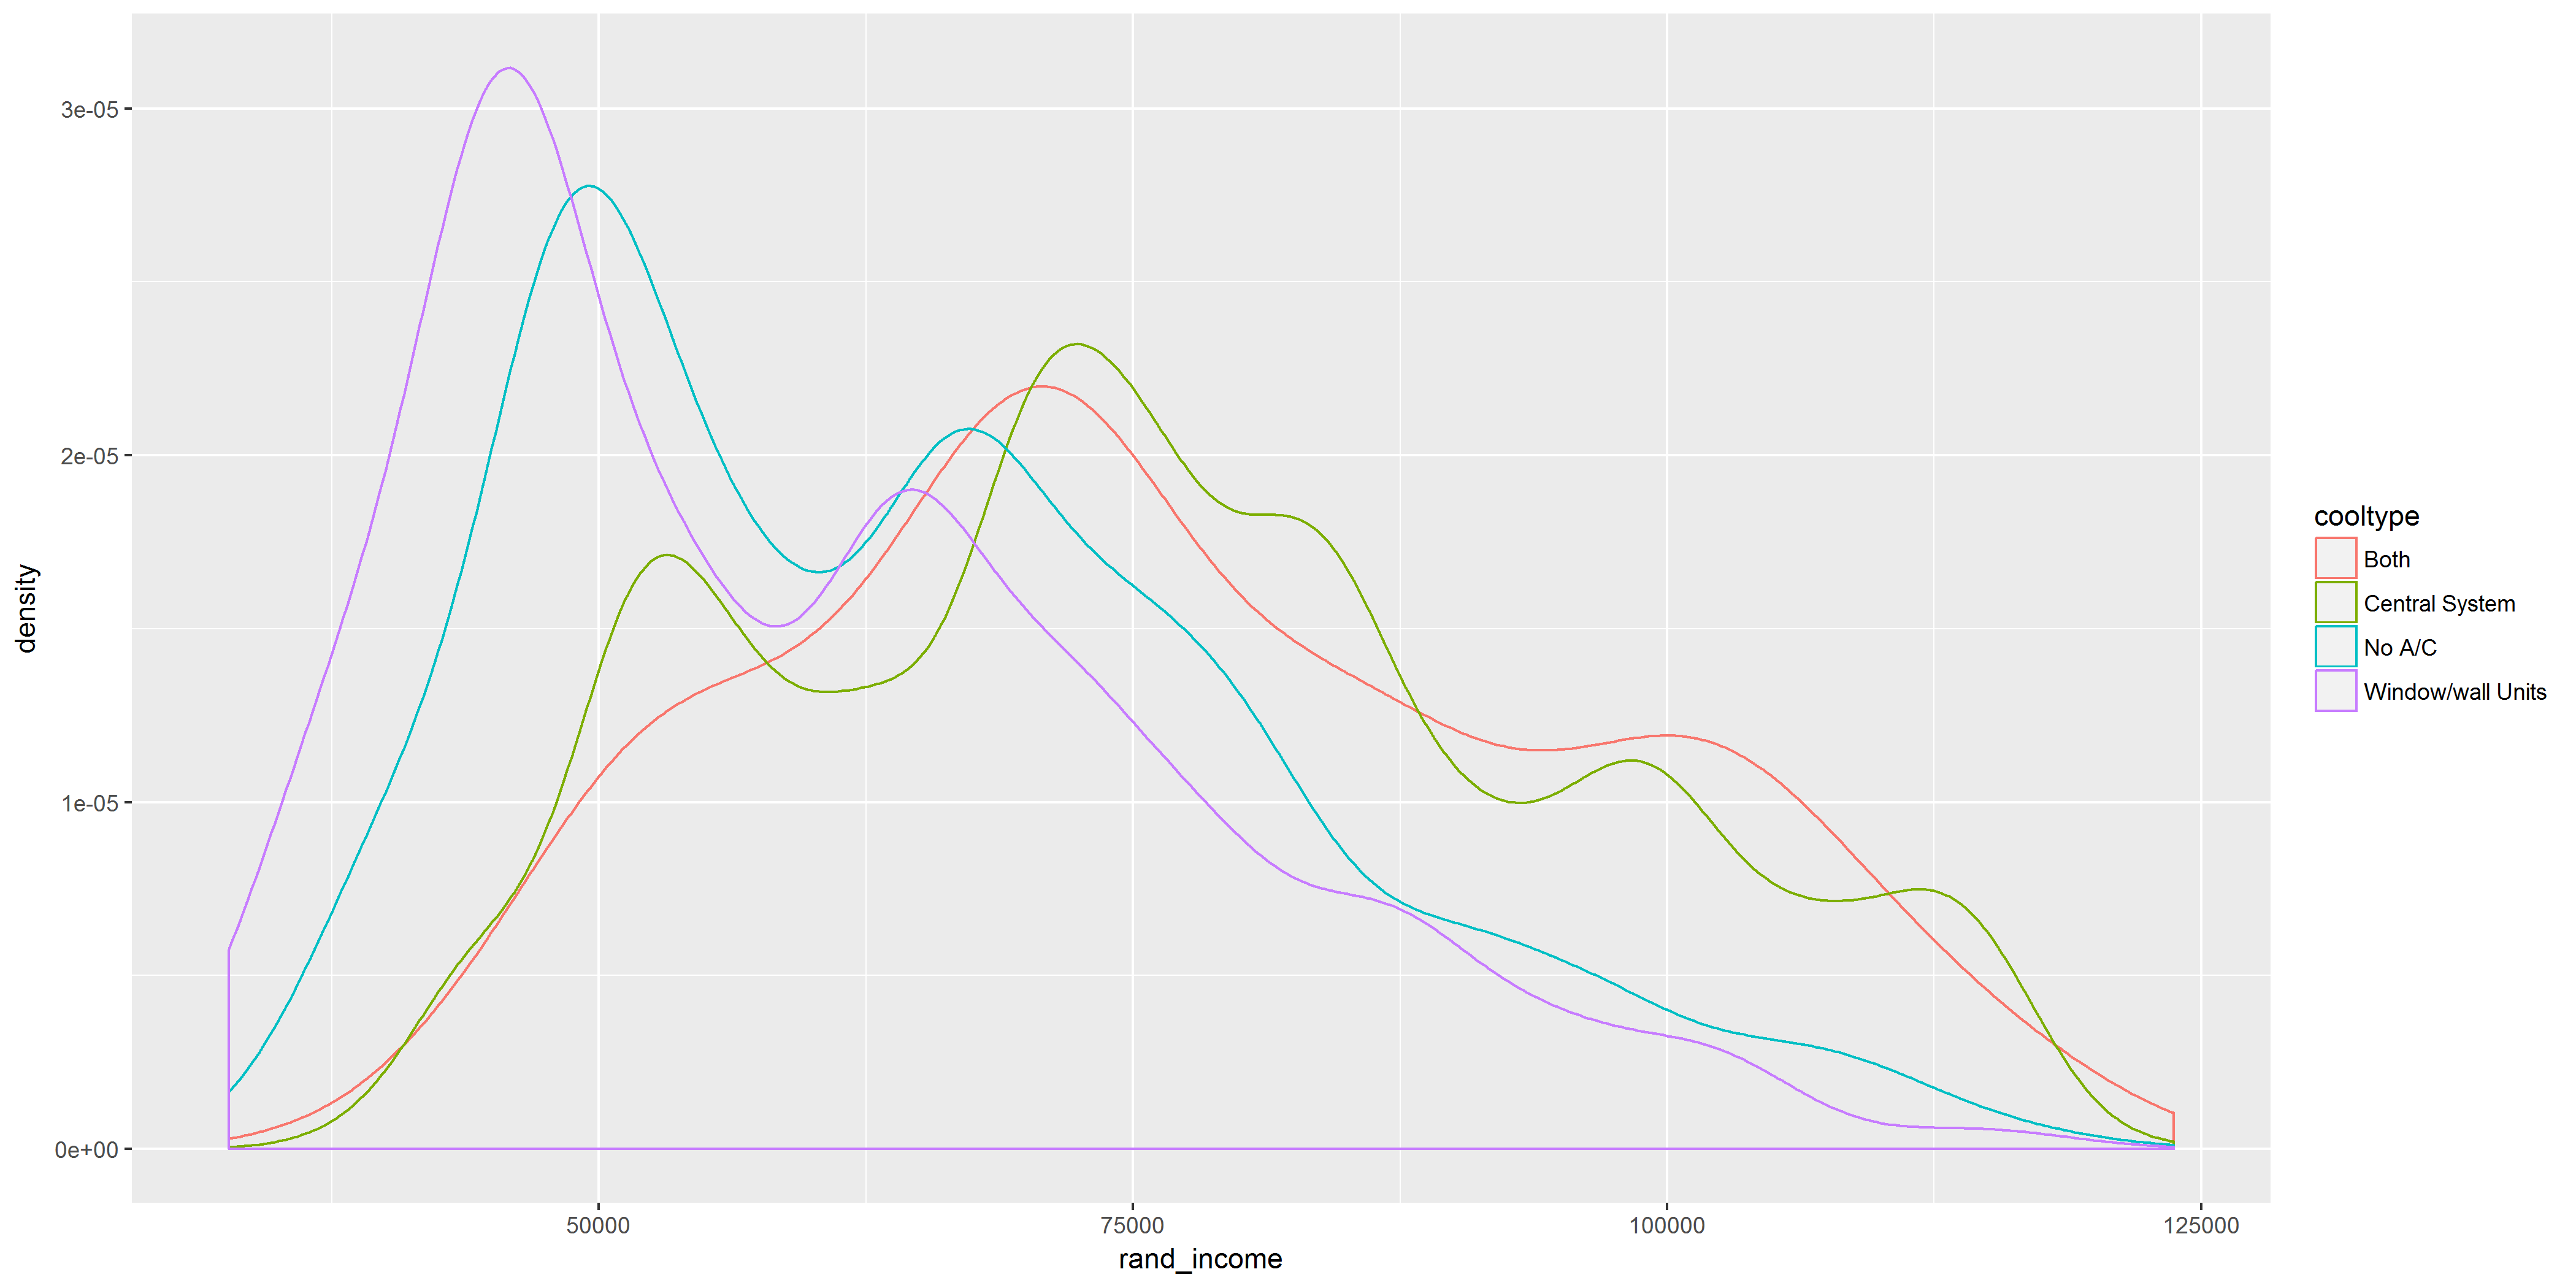 3e-05
2e-05
1e-05
0e+00
density
50000
75000
100000
125000
rand_income
cooltype
Both
Central System
No A/C
Window/wall Units